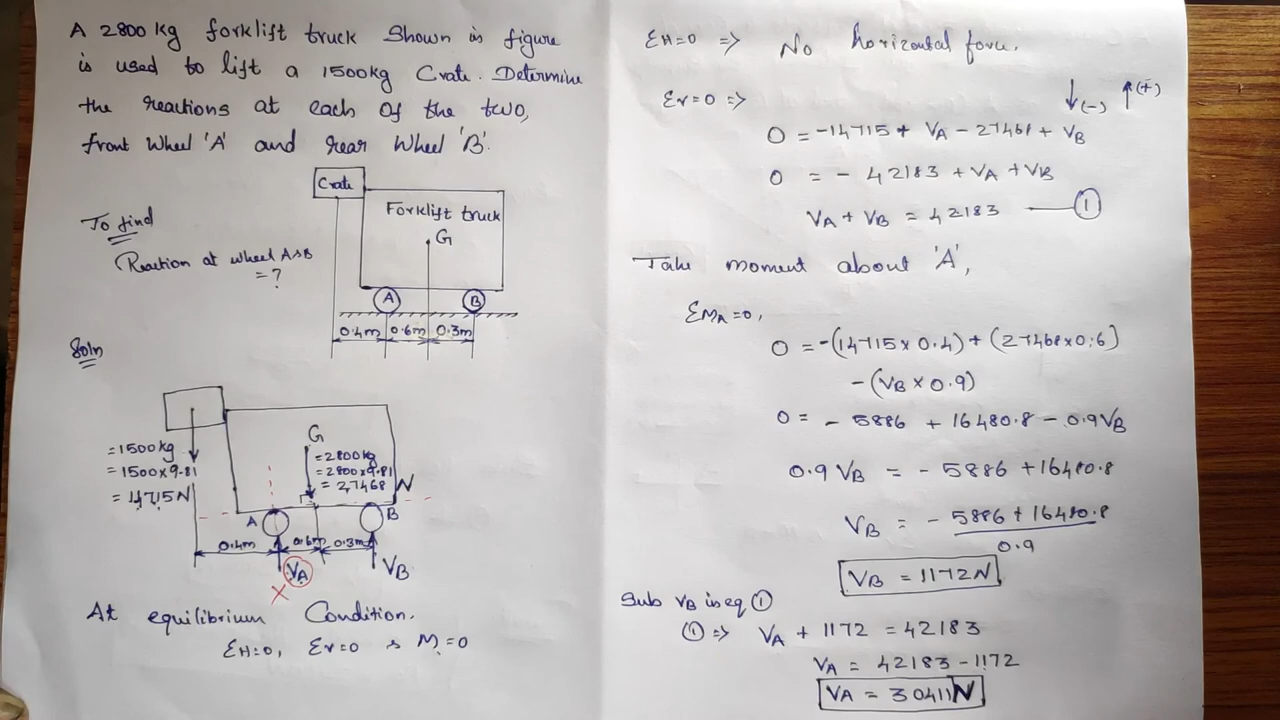 A 2800 kg forklift truck shown in figure
is used to lift a 1500kg Crate. Determine
the reactions at each of the two,
front wheel 'A' and rear wheel 'B'.
Crate
Forklift truck
G
To find
Reaction at wheel A & B
= ?
A
B
0.4m 0.6m 0.3m
Soln
G
=1500kg
=1500×9.81
=14715N
=2800kg
=2800×9.81
=27468 N
A
B
0.4m 0.6m 0.3m
VA
VB
×
At equilibrium Condition.
ΣH=0, ΣV=0 & M=0
ΣH=0 => No horizontal force.
ΣV=0 =>
↓(-) ↑(+)
0 = -14715 + VA - 27468 + VB
0 = - 42183 + VA + VB
VA + VB = 42183 — 1
Take moment about 'A',
ΣMA=0,
0 = -(14715×0.4) + (27468×0.6)
-(VB × 0.9)
0 = - 5886 + 16480.8 - 0.9VB
0.9 VB = - 5886 + 16480.8
VB = - 5886 + 16480.8
0.9
VB = 1172N
Sub VB is eq 1
1 => VA + 1172 = 42183
VA = 42183 - 1172
VA = 30411N